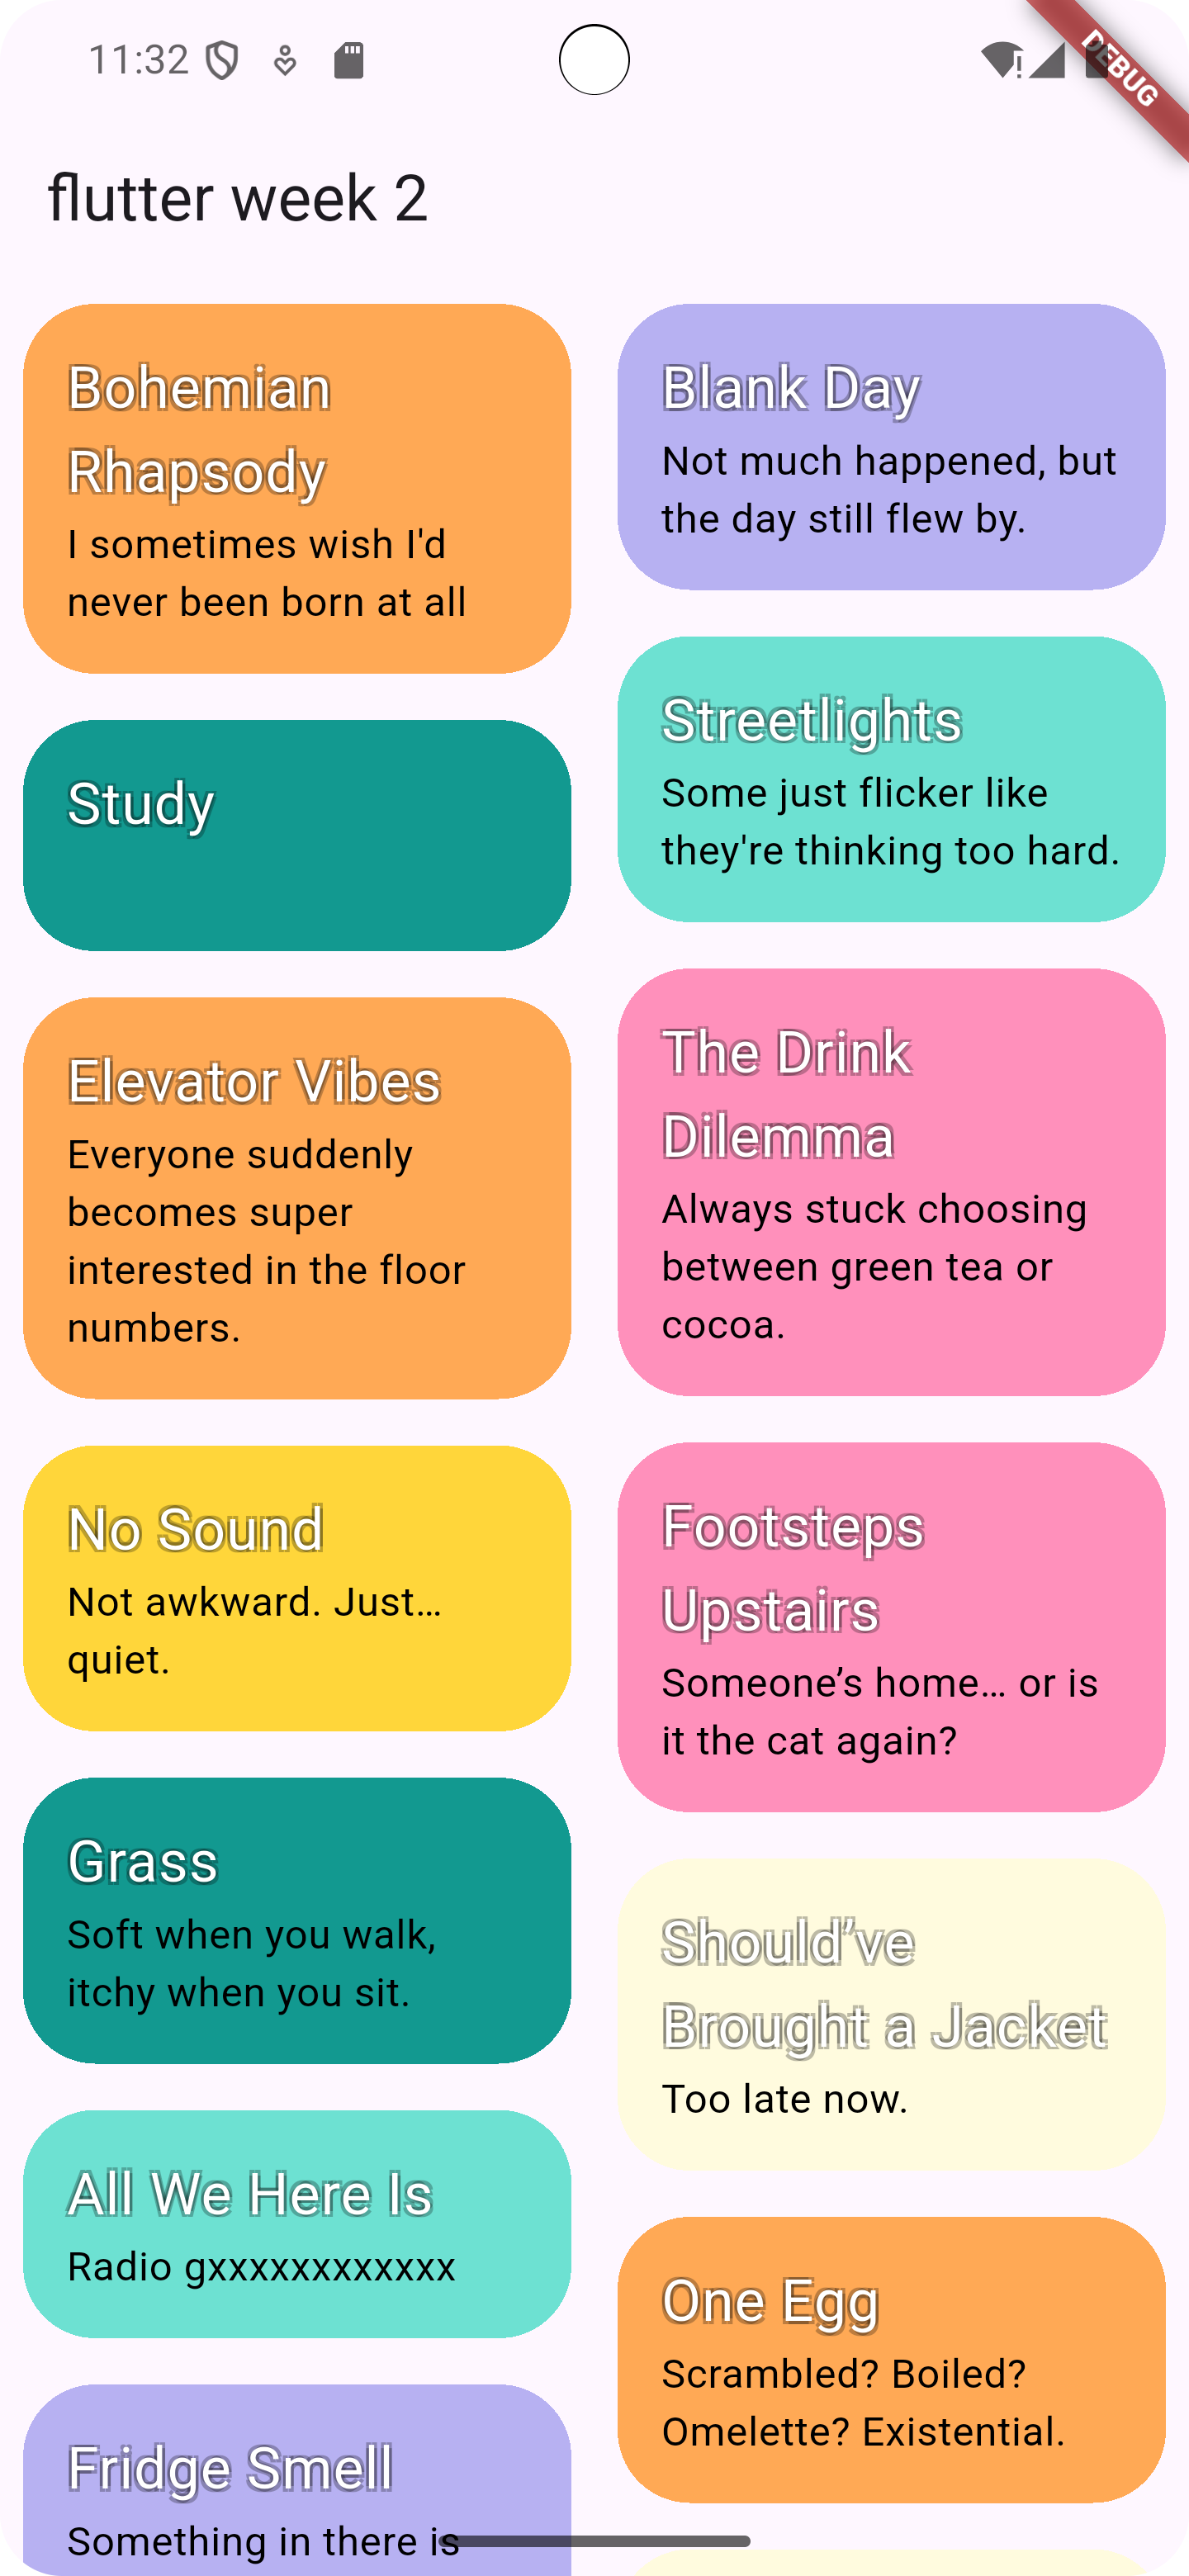 11:32
DEBUG
flutter week 2
Bohemian
Rhapsody
I sometimes wish I'd
never been born at all
Blank Day
Not much happened, but
the day still flew by.
Study
Streetlights
Some just flicker like
they're thinking too hard.
Elevator Vibes
Everyone suddenly
becomes super
interested in the floor
numbers.
The Drink
Dilemma
Always stuck choosing
between green tea or
cocoa.
No Sound
Not awkward. Just…
quiet.
Footsteps
Upstairs
Someone’s home… or is
it the cat again?
Grass
Soft when you walk,
itchy when you sit.
Should’ve
Brought a Jacket
Too late now.
All We Here Is
Radio gxxxxxxxxxxxx
One Egg
Scrambled? Boiled?
Omelette? Existential.
Fridge Smell
Something in there is